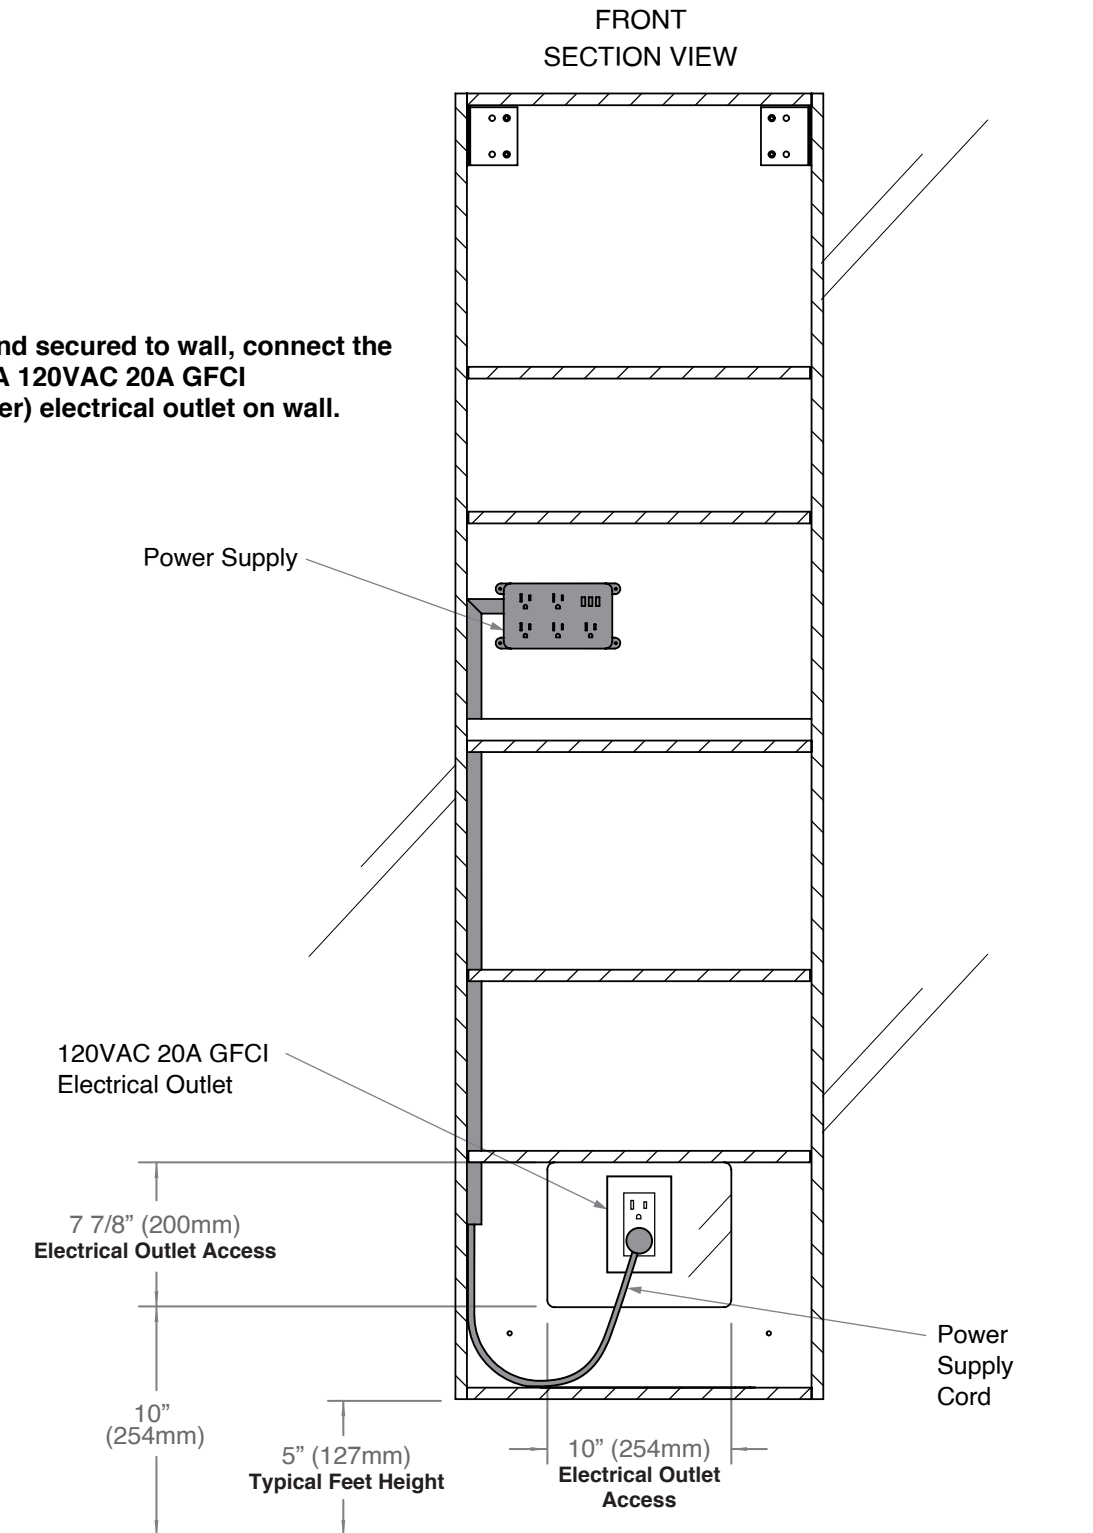 FRONT
SECTION VIEW
secured to wall, connect the
120VAC 20A GFCI
electrical outlet on wall.
Power Supply
120VAC 20A GFCI
Electrical Outlet
7 7/8” (200mm)
Electrical Outlet Access
10”
(254mm)
5” (127mm)
Typical Feet Height
10” (254mm)
Electrical Outlet
Access
Power
Supply
Cord